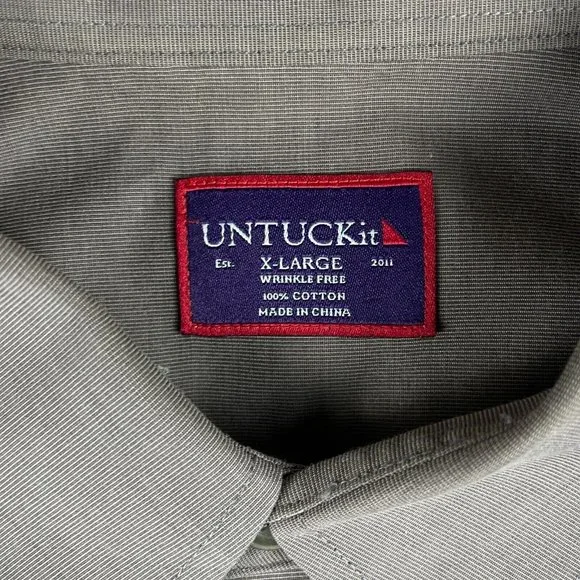 UNTUCKit
Est. X-LARGE 2011
WRINKLE FREE
100% COTTON
MADE IN CHINA